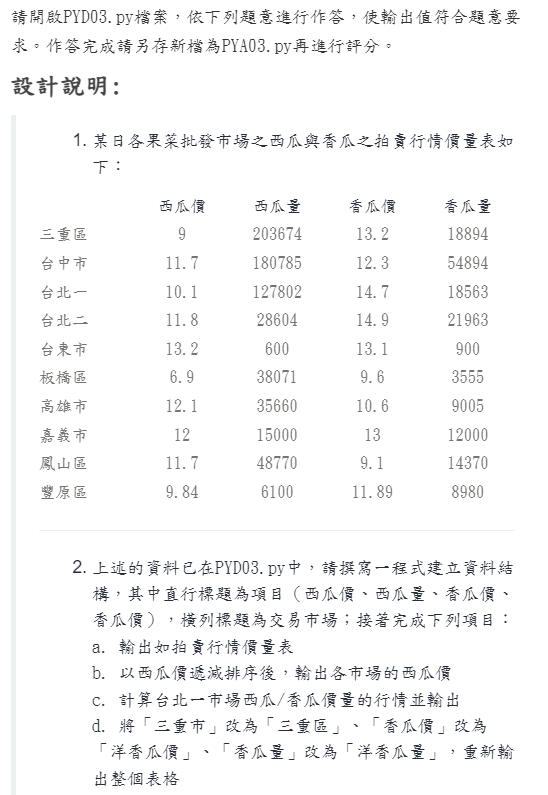 請開啟PYD03.py檔案，依下列題意進行作答，使輸出值符合題意要
求。作答完成請另存新檔為PYA03.py再進行評分。
設計說明：
1. 某日各果菜批發市場之西瓜與香瓜之拍賣行情價量表如
下：
西瓜價 西瓜量 香瓜價 香瓜量
三重區 9 203674 13.2 18894
台中市 11.7 180785 12.3 54894
台北一 10.1 127802 14.7 18563
台北二 11.8 28604 14.9 21963
台東市 13.2 600 13.1 900
板橋區 6.9 38071 9.6 3555
高雄市 12.1 35660 10.6 9005
嘉義市 12 15000 13 12000
鳳山區 11.7 48770 9.1 14370
豐原區 9.84 6100 11.89 8980
2. 上述的資料已在PYD03.py中，請撰寫一程式建立資料結
構，其中直行標題為項目（西瓜價、西瓜量、香瓜價、
香瓜價），橫列標題為交易市場；接著完成下列項目：
a. 輸出如拍賣行情價量表
b. 以西瓜價遞減排序後，輸出各市場的西瓜價
c. 計算台北一市場西瓜/香瓜價量的行情並輸出
d. 將「三重市」改為「三重區」、「香瓜價」改為
「洋香瓜價」、「香瓜量」改為「洋香瓜量」，重新輸
出整個表格